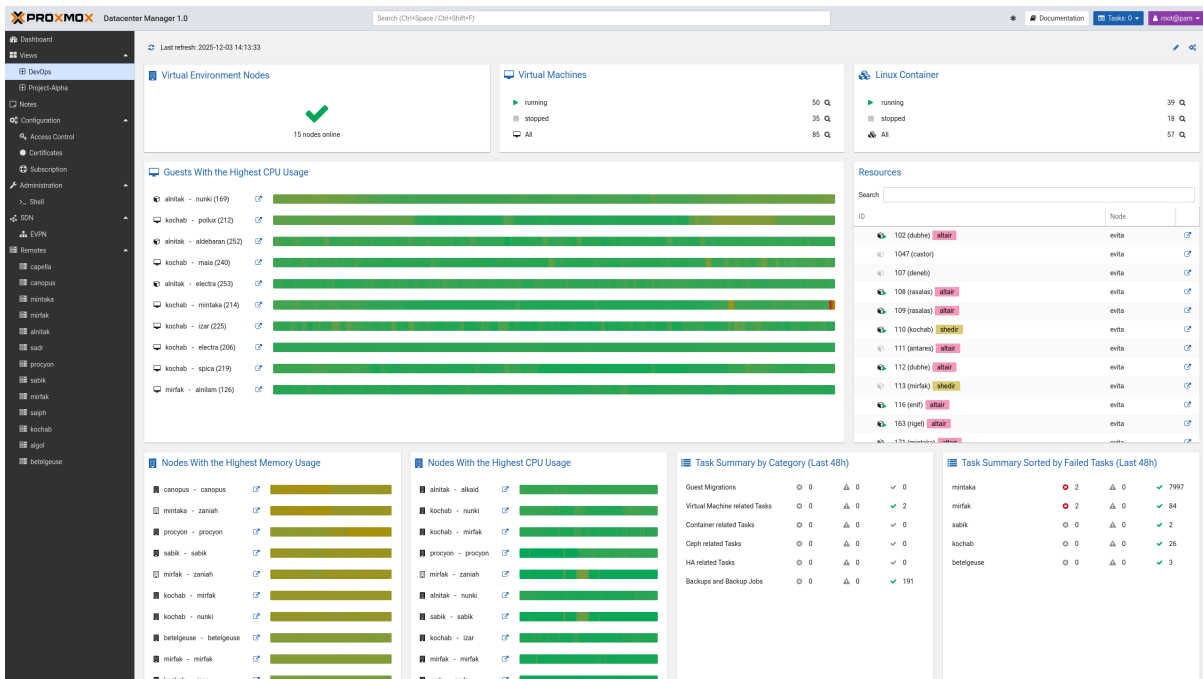 PROXMOX Datacenter Manager 1.0
Search (Ctrl+Space / Ctrl+Shift+F)
Documentation
Tasks: 0
root@pam
Dashboard
Views
DevOps
Project-Alpha
Notes
Configuration
Access Control
Certificates
Subscription
Administration
Shell
SDN
EVPN
Remotes
capella
canopus
mintaka
mirfak
alnitak
sadr
procyon
sabik
mirfak
saiph
kochab
algol
betelgeuse
Last refresh: 2025-12-03 14:13:33
Virtual Environment Nodes
15 nodes online
Virtual Machines
running 50
stopped 35
All 85
Linux Container
running 39
stopped 18
All 57
Guests With the Highest CPU Usage
alnitak - nunki (169)
kochab - pollux (212)
alnitak - aldebaran (252)
kochab - maia (240)
alnitak - electra (253)
kochab - mintaka (214)
kochab - izar (225)
kochab - electra (206)
kochab - spica (219)
mirfak - alnilam (126)
Resources
Search
ID Node
102 (dubhe) altair evita
1047 (castor) evita
107 (deneb) evita
108 (rasalas) altair evita
109 (rasalas) altair evita
110 (kochab) shedir evita
111 (antares) altair evita
112 (dubhe) altair evita
113 (mirfak) shedir evita
116 (enif) altair evita
163 (rigel) altair evita
171 (mintaka) altair evita
Nodes With the Highest Memory Usage
canopus - canopus
mintaka - zaniah
procyon - procyon
sabik - sabik
mirfak - zaniah
kochab - mirfak
kochab - nunki
betelgeuse - betelgeuse
mirfak - mirfak
Nodes With the Highest CPU Usage
alnitak - alkaid
kochab - nunki
kochab - mirfak
procyon - procyon
mirfak - zaniah
alnitak - nunki
sabik - sabik
kochab - izar
mirfak - mirfak
Task Summary by Category (Last 48h)
Guest Migrations 0 0 0
Virtual Machine related Tasks 0 0 2
Container related Tasks 0 0 0
Ceph related Tasks 0 0 0
HA related Tasks 0 0 0
Backups and Backup Jobs 0 0 191
Task Summary Sorted by Failed Tasks (Last 48h)
mintaka 2 0 7997
mirfak 2 0 84
sabik 0 0 2
kochab 0 0 26
betelgeuse 0 0 3